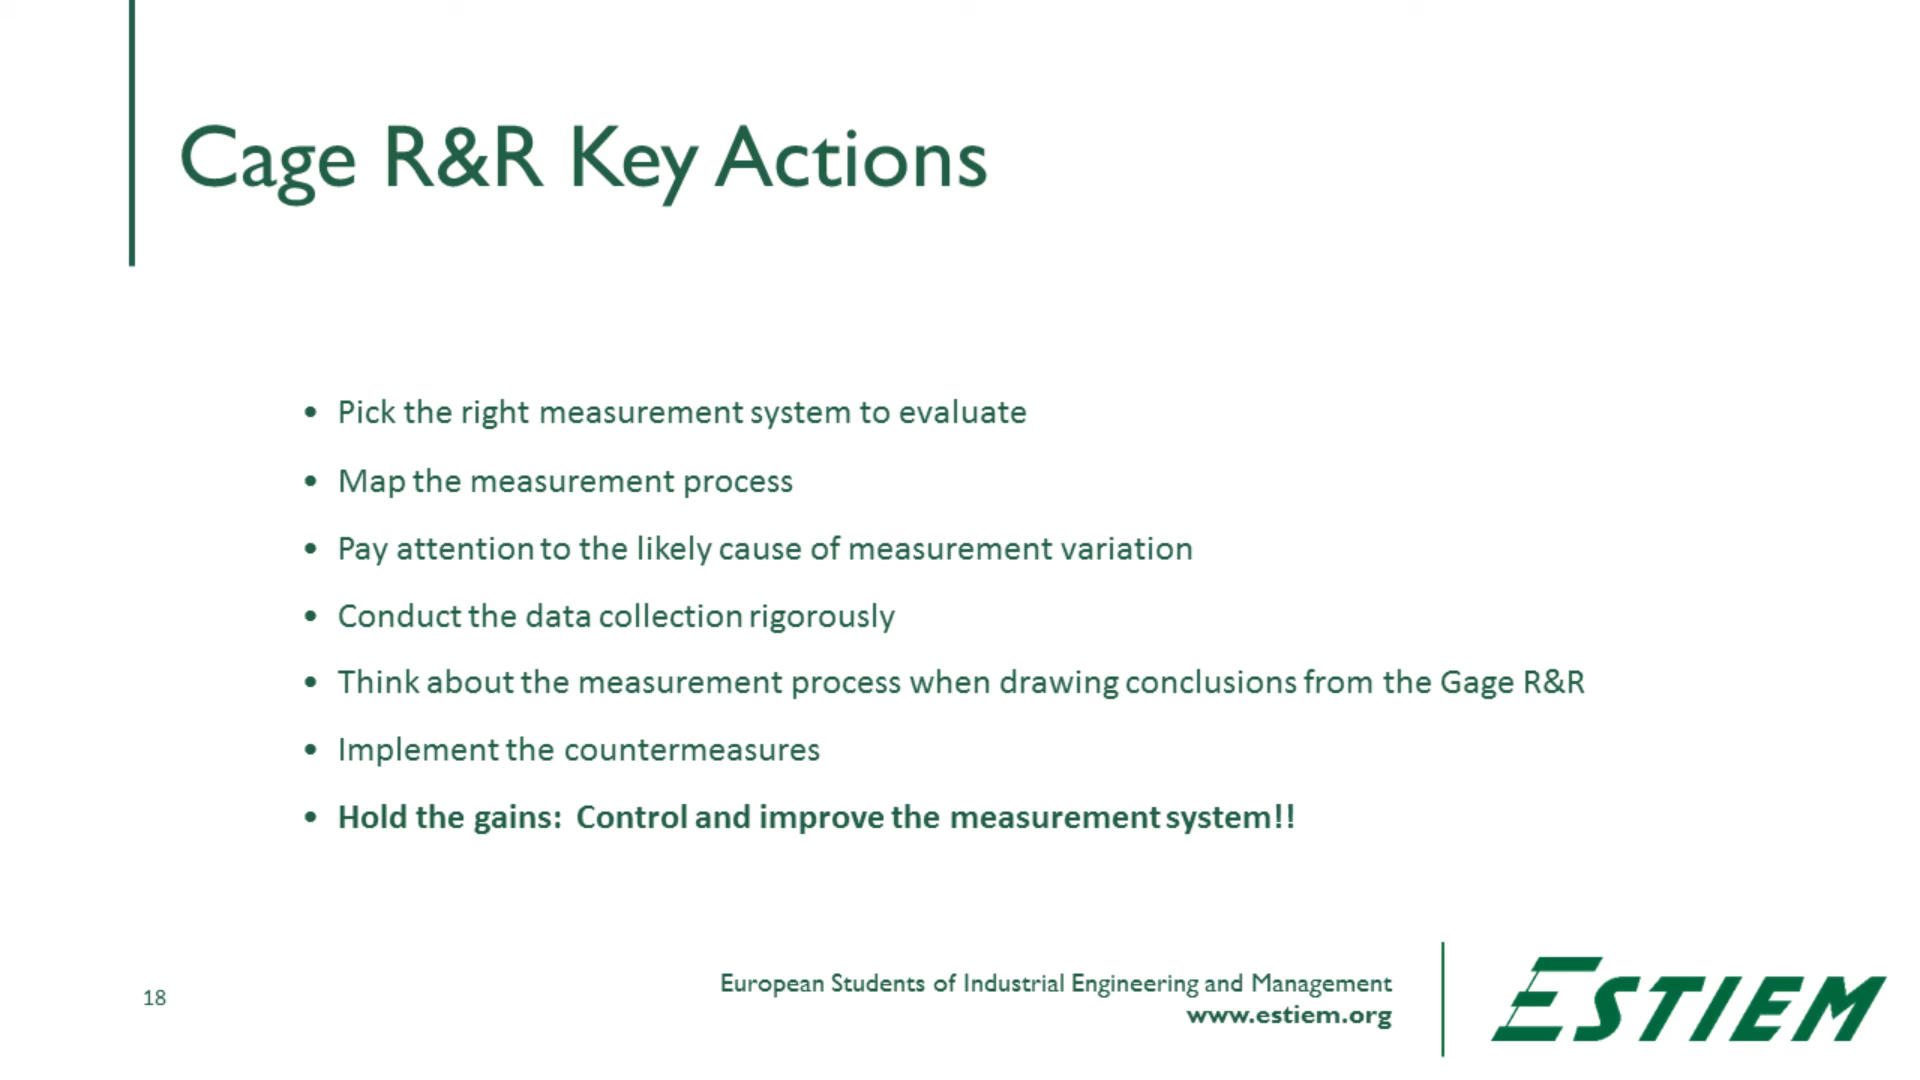 Cage R&R Key Actions
• Pick the right measurement system to evaluate
• Map the measurement process
• Pay attention to the likely cause of measurement variation
• Conduct the data collection rigorously
• Think about the measurement process when drawing conclusions from the Gage R&R
• Implement the countermeasures
• Hold the gains: Control and improve the measurement system!!
18
European Students of Industrial Engineering and Management
www.estiem.org
ESTIEM